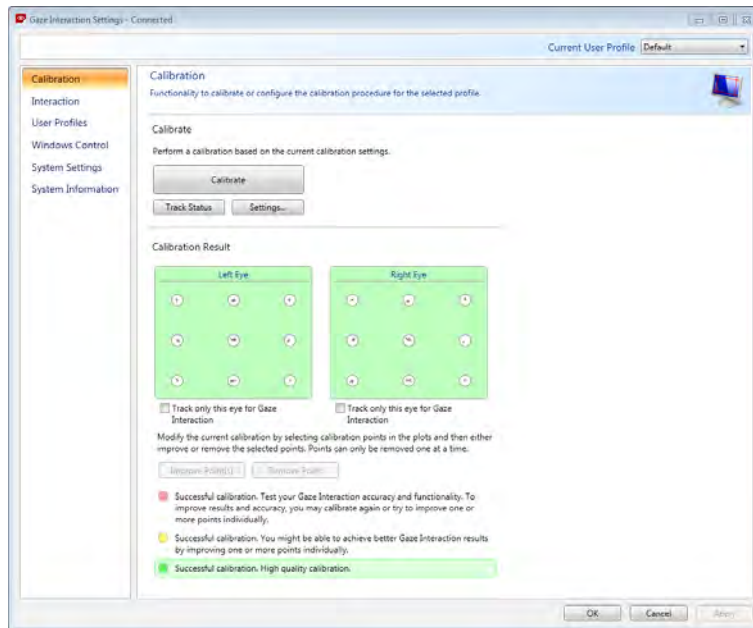 Gaze Interaction Settings - Connected
Current User Profile Default
Calibration
Interaction
User Profiles
Windows Control
System Settings
System Information
Calibration
Functionality to calibrate or configure the calibration procedure for the selected profile.
Calibrate
Perform a calibration based on the current calibration settings.
Calibrate
Track Status Settings...
Calibration Result
Left Eye Right Eye
Track only this eye for Gaze
Interaction
Track only this eye for Gaze
Interaction
Modify the current calibration by selecting calibration points in the plots and then either
improve or remove the selected points. Points can only be removed one at a time.
Improve Point(s) Remove Point
Successful calibration. Test your Gaze Interaction accuracy and functionality. To
improve results and accuracy, you may calibrate again or try to improve one or
more points individually.
Successful calibration. You might be able to achieve better Gaze Interaction results
by improving one or more points individually.
Successful calibration. High quality calibration.
OK Cancel Apply